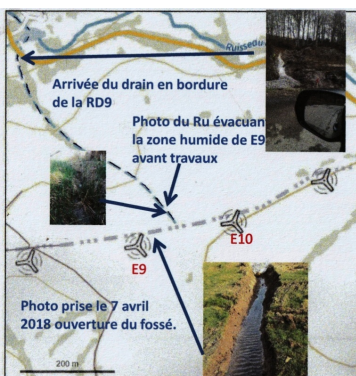 Ruisseau
Arrivée du drain en bordure
de la RD9
Photo du Ru évacuan
la zone humide de E9
avant travaux
E10
E9
Photo prise le 7 avril
2018 ouverture du fossé.
200 m